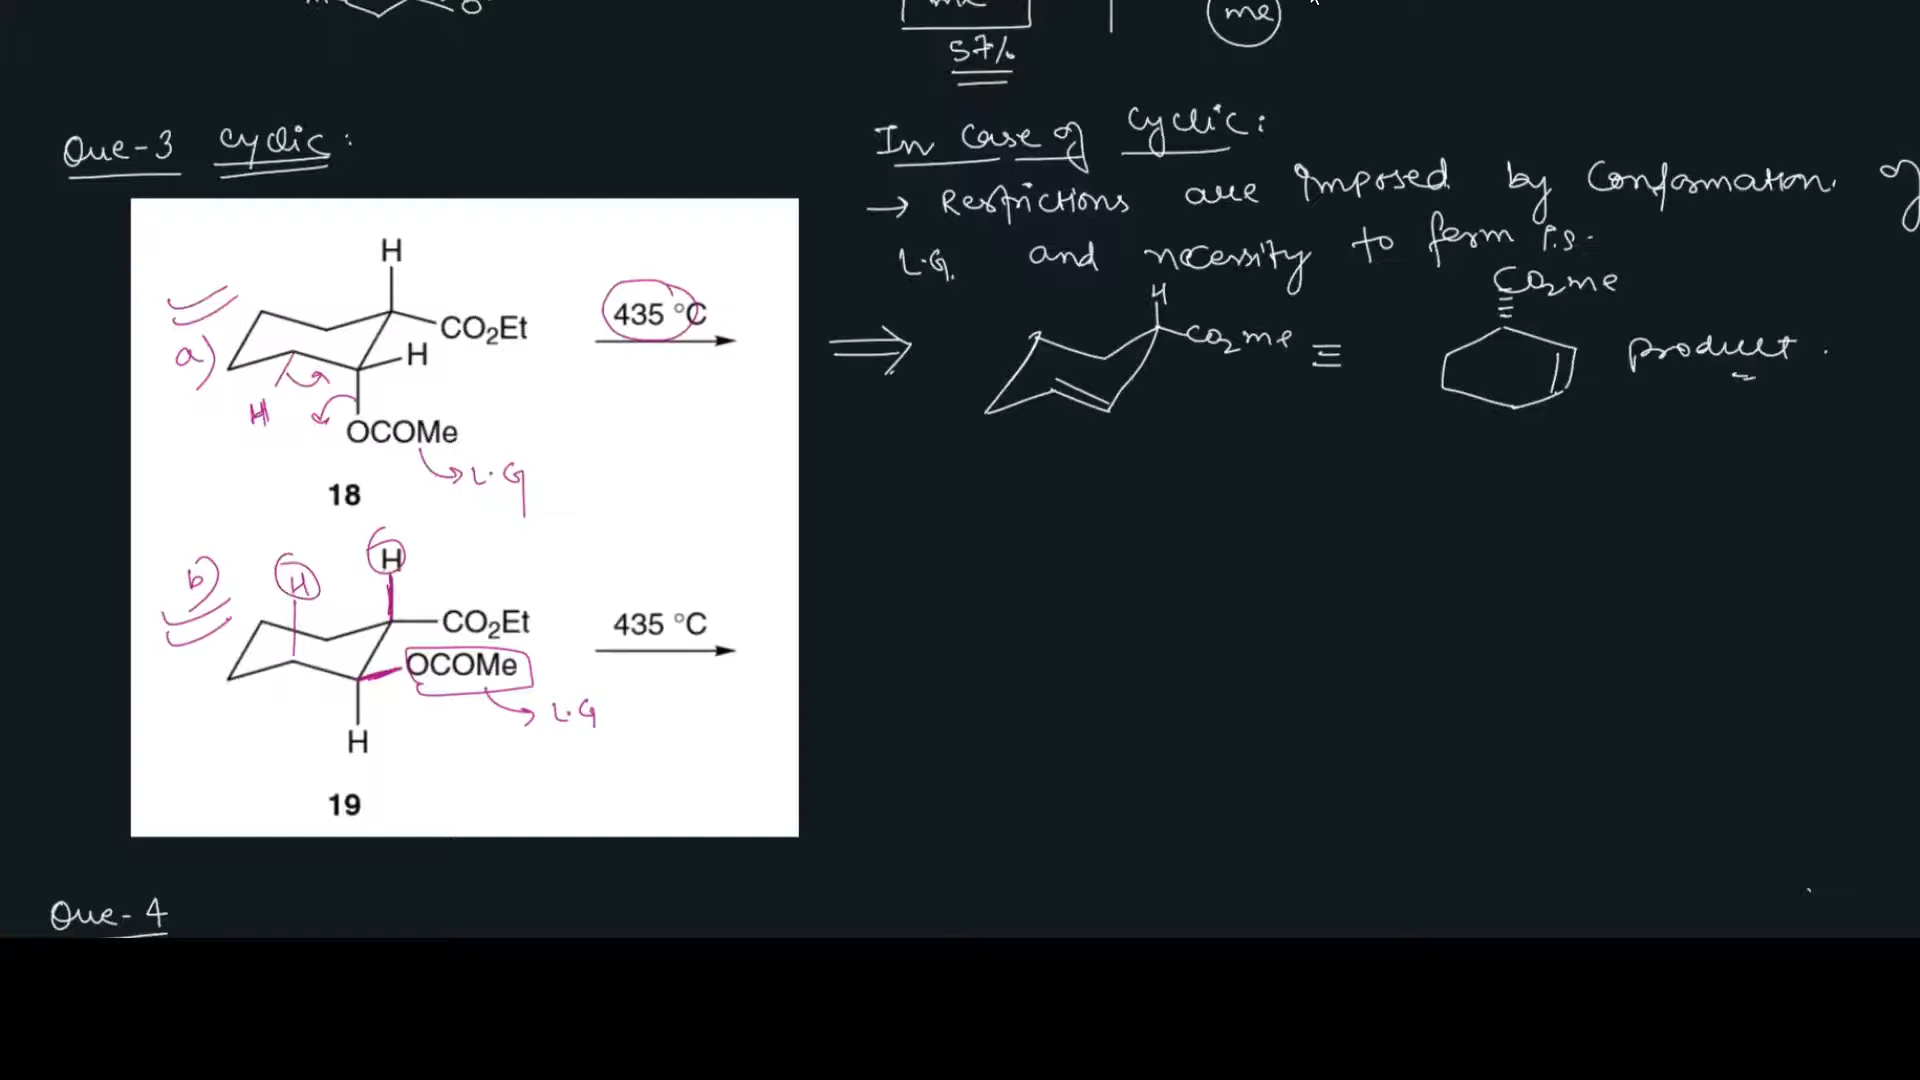 57%
me
Que-3 cyclic:
In case of cyclic:
→ Restrictions are imposed by conformation of
L.G. and necessity to form
H
CO₂Et
H
a)
H
OCOMe
L.G
18
435 °C
H
CO₂me
≡
CO₂me
product.
b)
H
H
CO₂Et
OCOMe
L.G
H
19
435 °C
Que-4